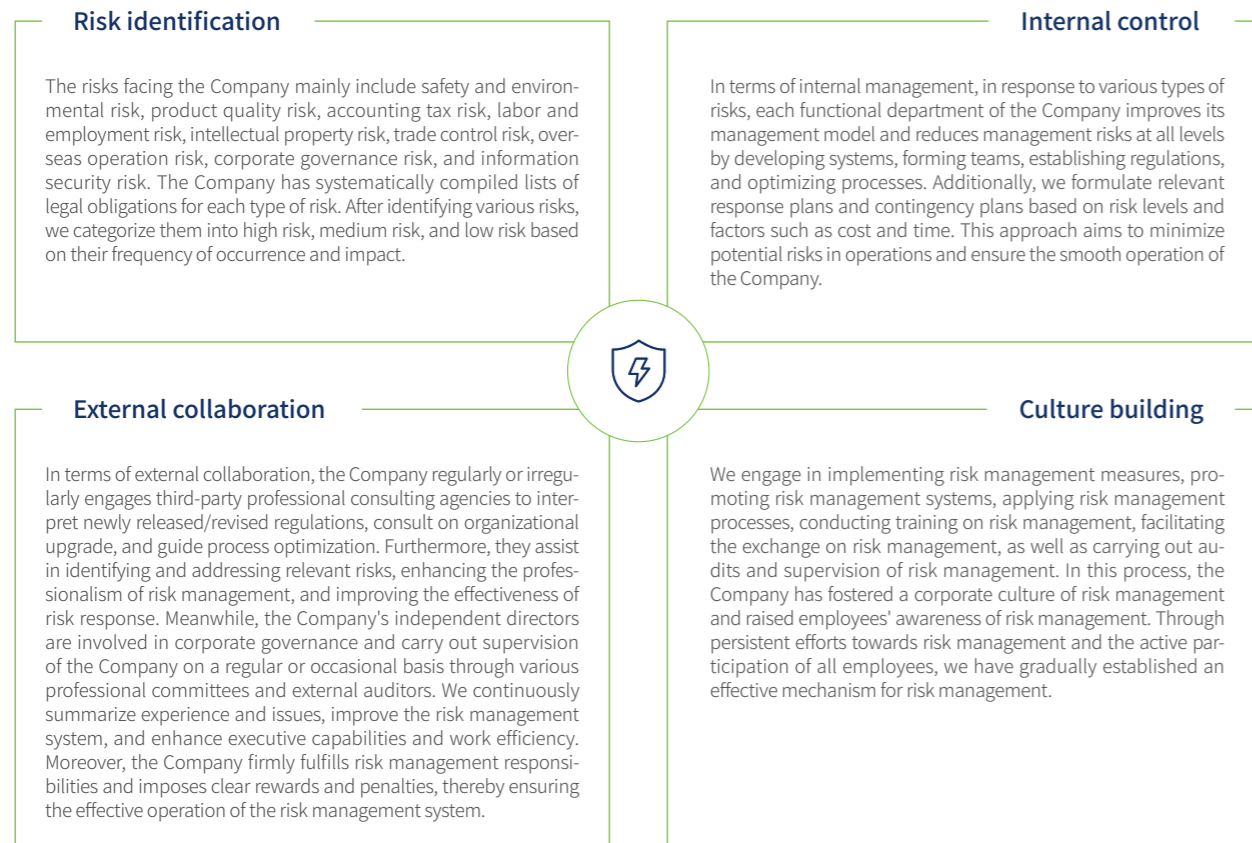 Risk identification
The risks facing the Company mainly include safety and environ-
mental risk, product quality risk, accounting tax risk, labor and
employment risk, intellectual property risk, trade control risk, over-
seas operation risk, corporate governance risk, and information
security risk. The Company has systematically compiled lists of
legal obligations for each type of risk. After identifying various risks,
we categorize them into high risk, medium risk, and low risk based
on their frequency of occurrence and impact.
Internal control
In terms of internal management, in response to various types of
risks, each functional department of the Company improves its
management model and reduces management risks at all levels
by developing systems, forming teams, establishing regulations,
and optimizing processes. Additionally, we formulate relevant
response plans and contingency plans based on risk levels and
factors such as cost and time. This approach aims to minimize
potential risks in operations and ensure the smooth operation of
the Company.
External collaboration
In terms of external collaboration, the Company regularly or irregu-
larly engages third-party professional consulting agencies to inter-
pret newly released/revised regulations, consult on organizational
upgrade, and guide process optimization. Furthermore, they assist
in identifying and addressing relevant risks, enhancing the profes-
sionalism of risk management, and improving the effectiveness of
risk response. Meanwhile, the Company's independent directors
are involved in corporate governance and carry out supervision
of the Company on a regular or occasional basis through various
professional committees and external auditors. We continuously
summarize experience and issues, improve the risk management
system, and enhance executive capabilities and work efficiency.
Moreover, the Company firmly fulfills risk management responsi-
bilities and imposes clear rewards and penalties, thereby ensuring
the effective operation of the risk management system.
Culture building
We engage in implementing risk management measures, pro-
moting risk management systems, applying risk management
processes, conducting training on risk management, facilitating
the exchange on risk management, as well as carrying out au-
dits and supervision of risk management. In this process, the
Company has fostered a corporate culture of risk management
and raised employees' awareness of risk management. Through
persistent efforts towards risk management and the active par-
ticipation of all employees, we have gradually established an
effective mechanism for risk management.